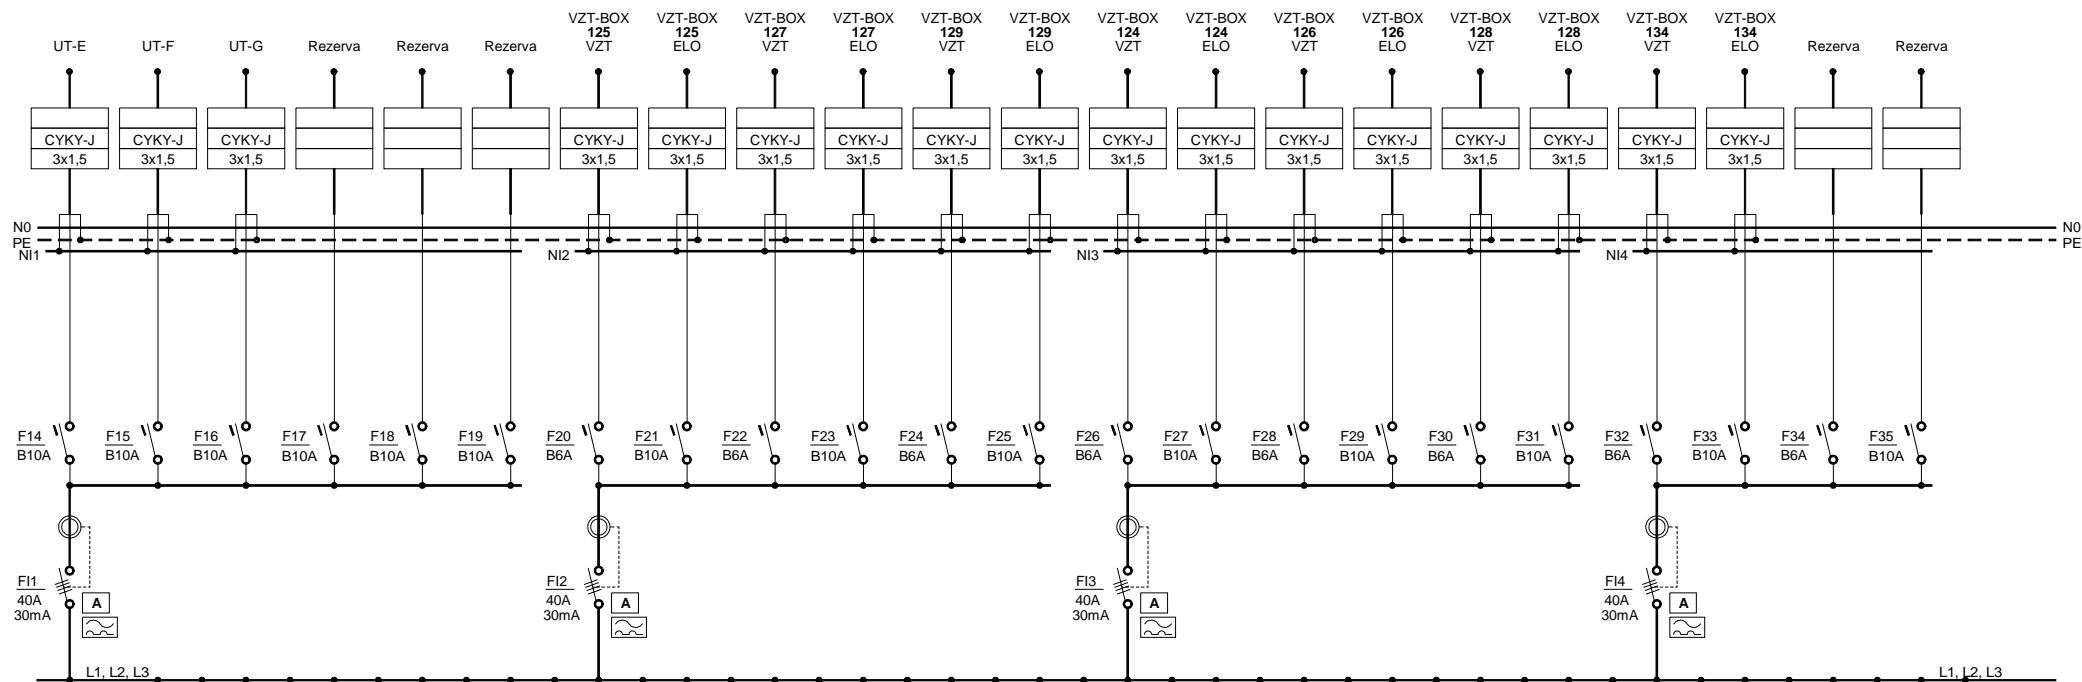 UT-E
UT-F
UT-G
Rezerva
Rezerva
Rezerva
VZT-BOX
125
VZT
VZT-BOX
125
ELO
VZT-BOX
127
VZT
VZT-BOX
127
ELO
VZT-BOX
129
VZT
VZT-BOX
129
ELO
VZT-BOX
124
VZT
VZT-BOX
124
ELO
VZT-BOX
126
VZT
VZT-BOX
126
ELO
VZT-BOX
128
VZT
VZT-BOX
128
ELO
VZT-BOX
134
VZT
VZT-BOX
134
ELO
Rezerva
Rezerva
CYKY-J
3x1,5
CYKY-J
3x1,5
CYKY-J
3x1,5
CYKY-J
3x1,5
CYKY-J
3x1,5
CYKY-J
3x1,5
CYKY-J
3x1,5
CYKY-J
3x1,5
CYKY-J
3x1,5
CYKY-J
3x1,5
CYKY-J
3x1,5
CYKY-J
3x1,5
CYKY-J
3x1,5
CYKY-J
3x1,5
CYKY-J
3x1,5
CYKY-J
3x1,5
CYKY-J
3x1,5
N0
PE
NI1
NI2
NI3
NI4
N0
PE
F14
B10A
F15
B10A
F16
B10A
F17
B10A
F18
B10A
F19
B10A
F20
B6A
F21
B10A
F22
B6A
F23
B10A
F24
B6A
F25
B10A
F26
B6A
F27
B10A
F28
B6A
F29
B10A
F30
B6A
F31
B10A
F32
B6A
F33
B10A
F34
B6A
F35
B10A
FI1
40A
30mA
A
FI2
40A
30mA
A
FI3
40A
30mA
A
FI4
40A
30mA
A
L1, L2, L3
L1, L2, L3